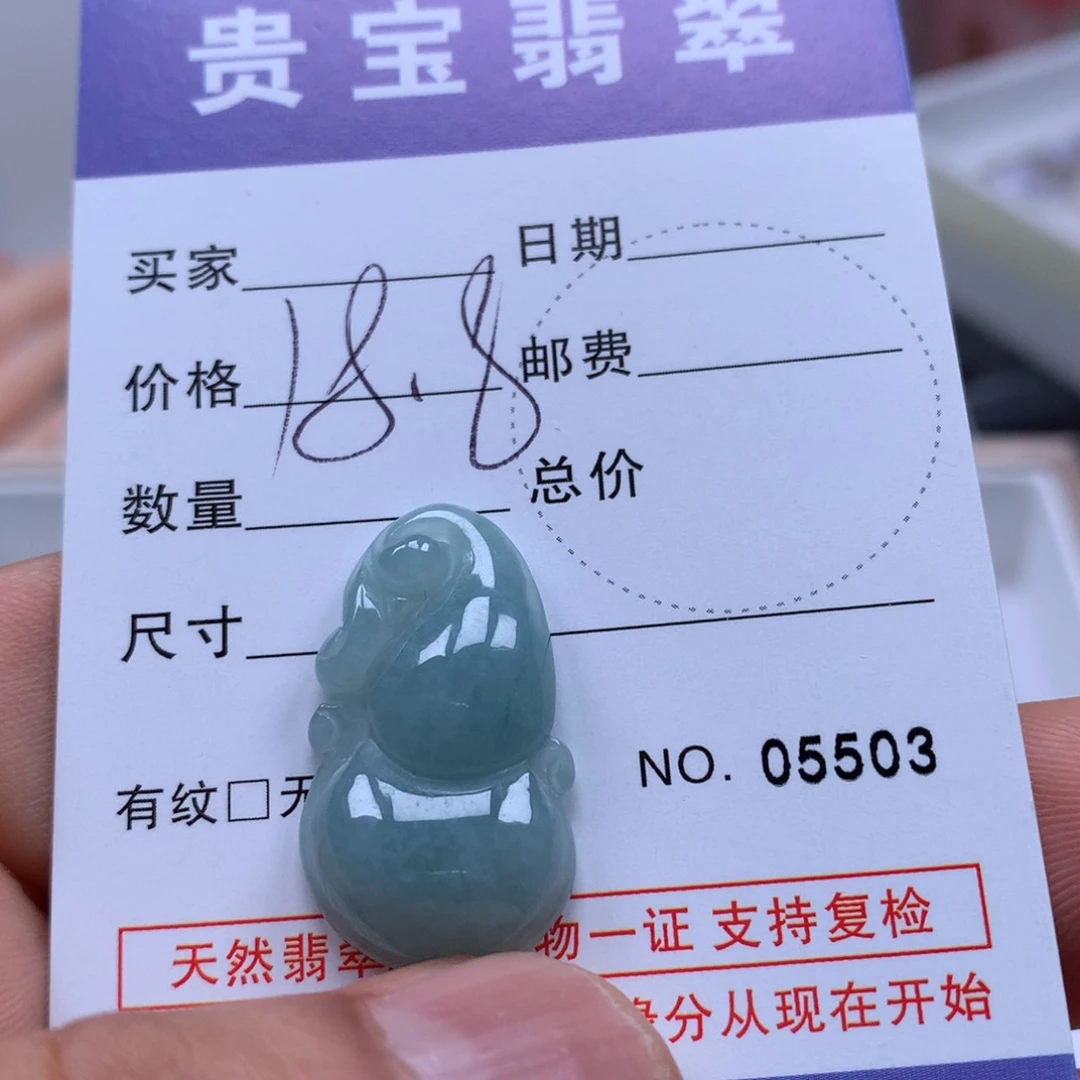 贵宝翡翠
买家 日期
价格 18.8 邮费
数量 总价
尺寸
有纹□无
NO. 05503
天然翡翠 物一证 支持复检
缘分从现在开始